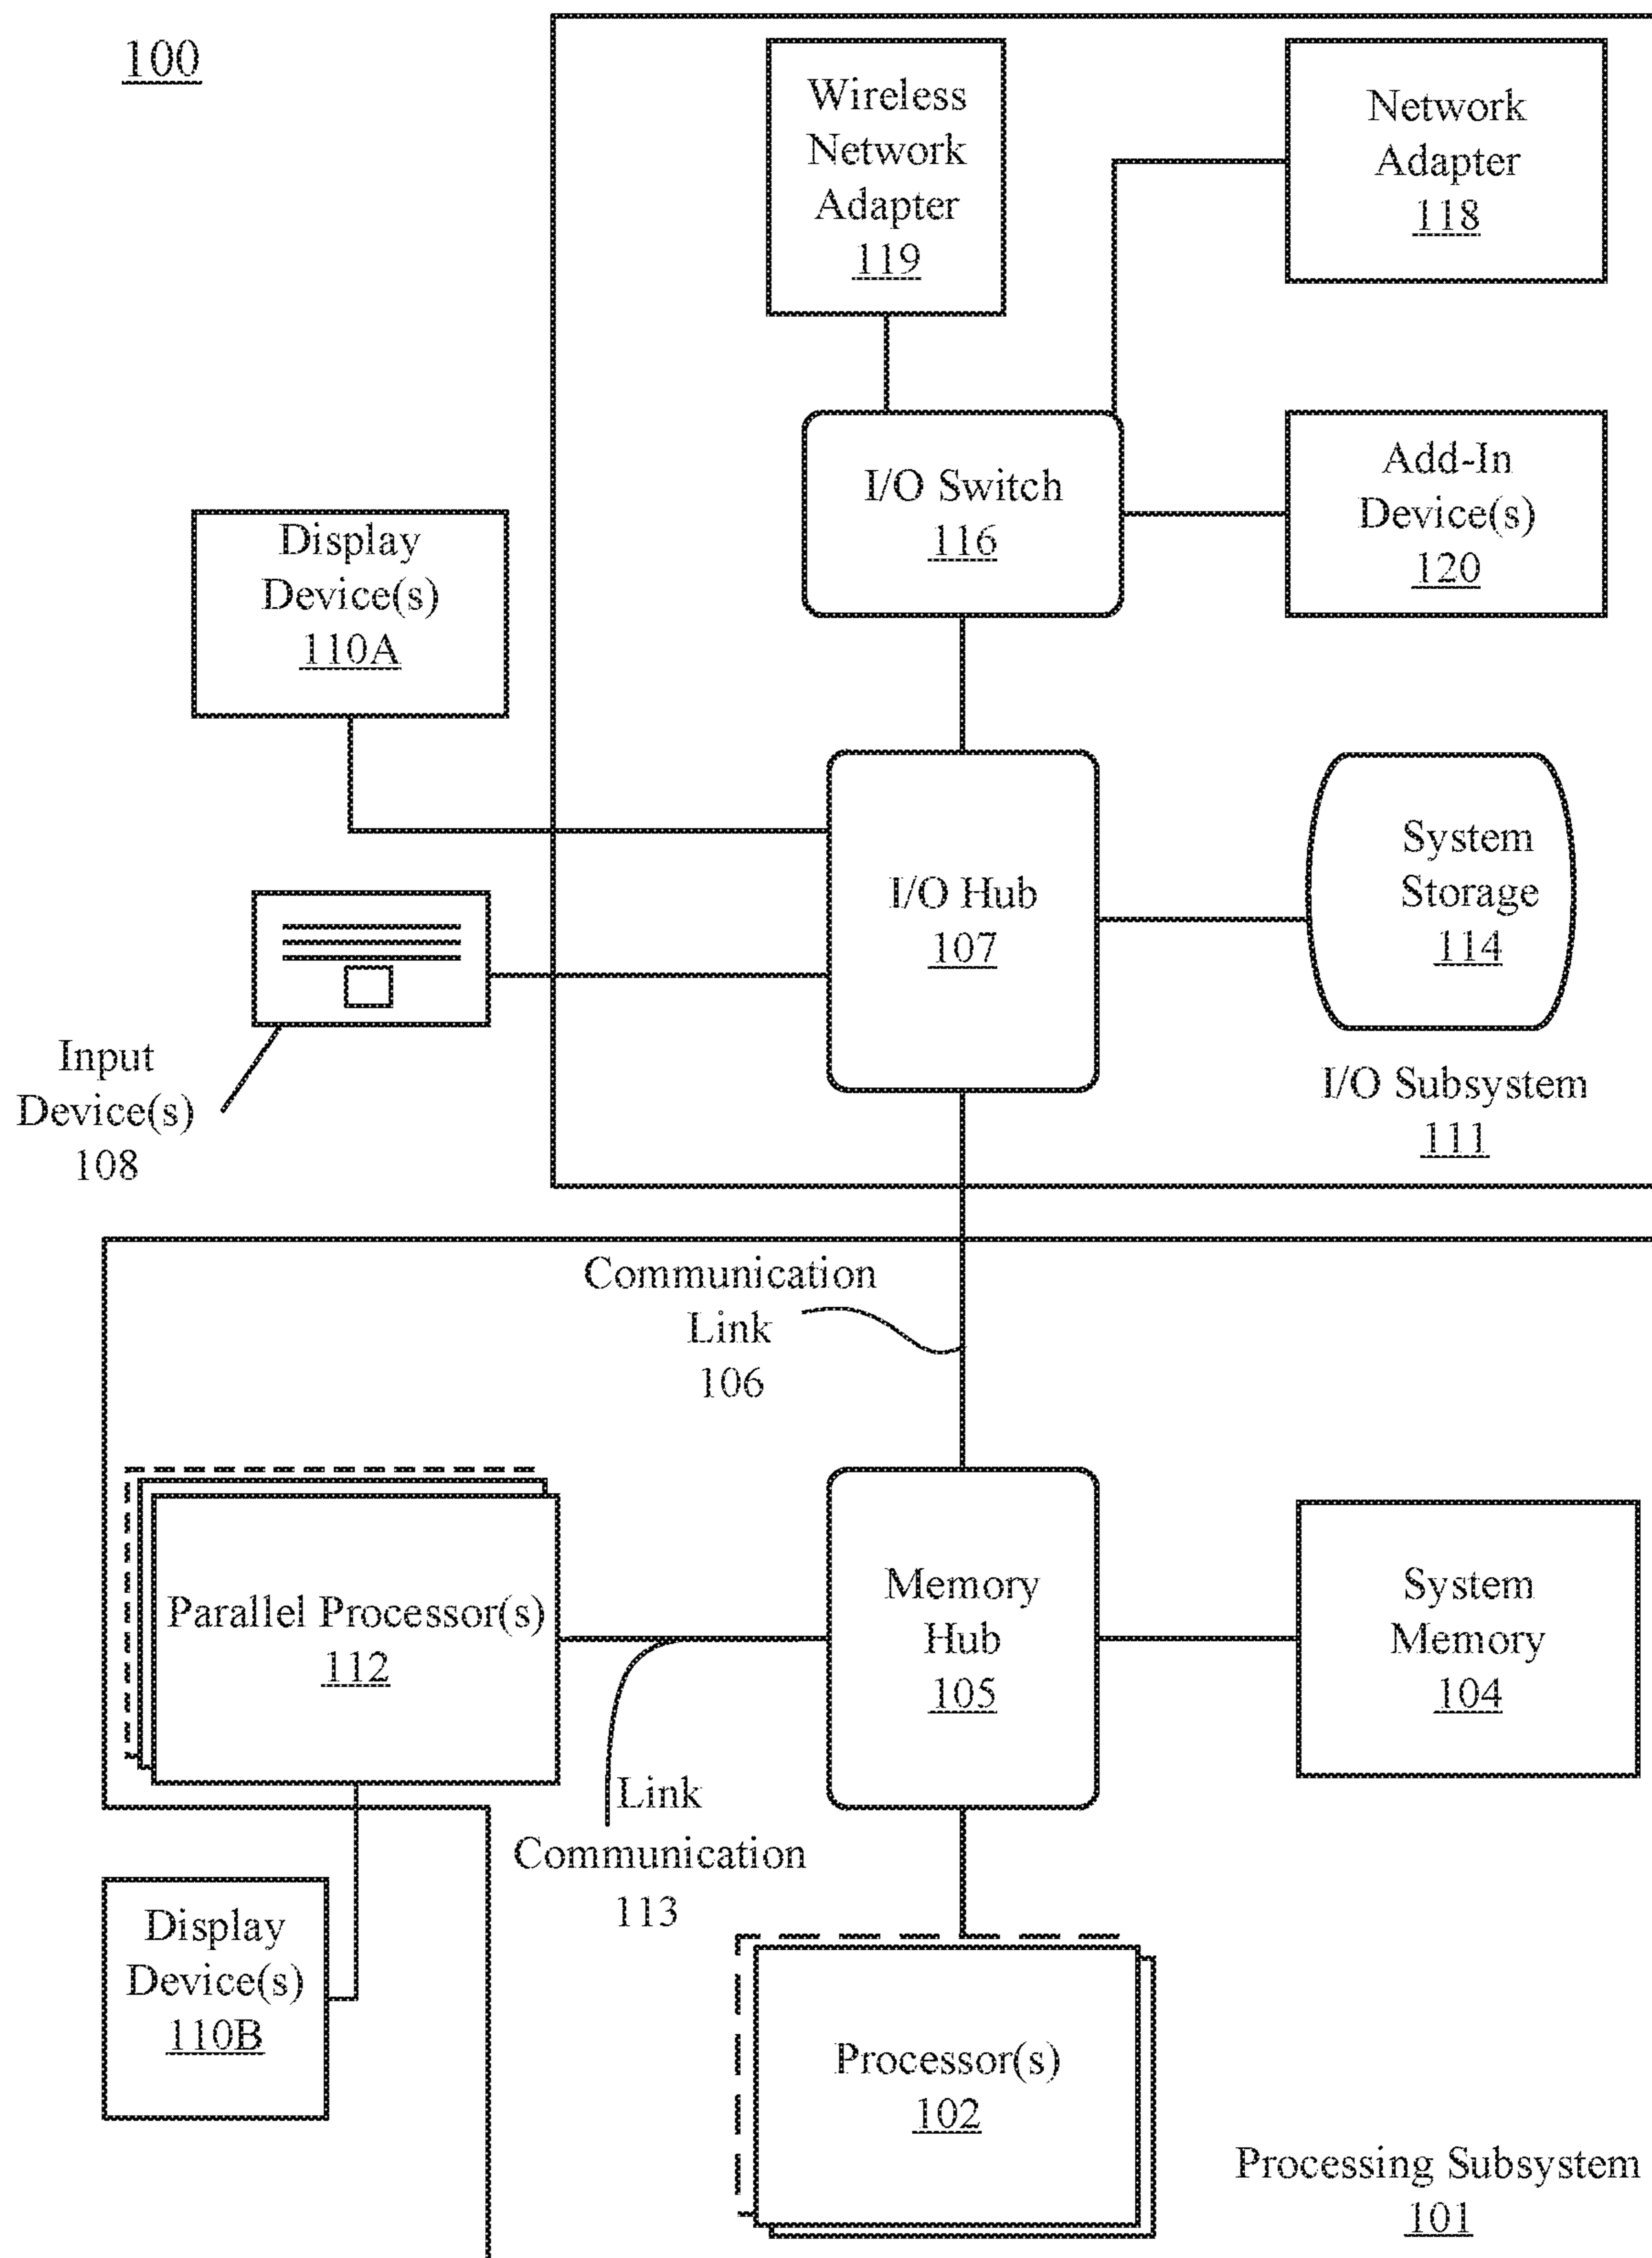 100
Wireless
Network
Adapter
119
Network
Adapter
118
I/O Switch
116
Add-In
Device(s)
120
Display
Device(s)
110A
I/O Hub
107
System
Storage
114
Input
Device(s)
108
I/O Subsystem
111
Communication
Link
106
Parallel Processor(s)
112
Memory
Hub
105
System
Memory
104
Link
Communication
113
Display
Device(s)
110B
Processor(s)
102
Processing Subsystem
101